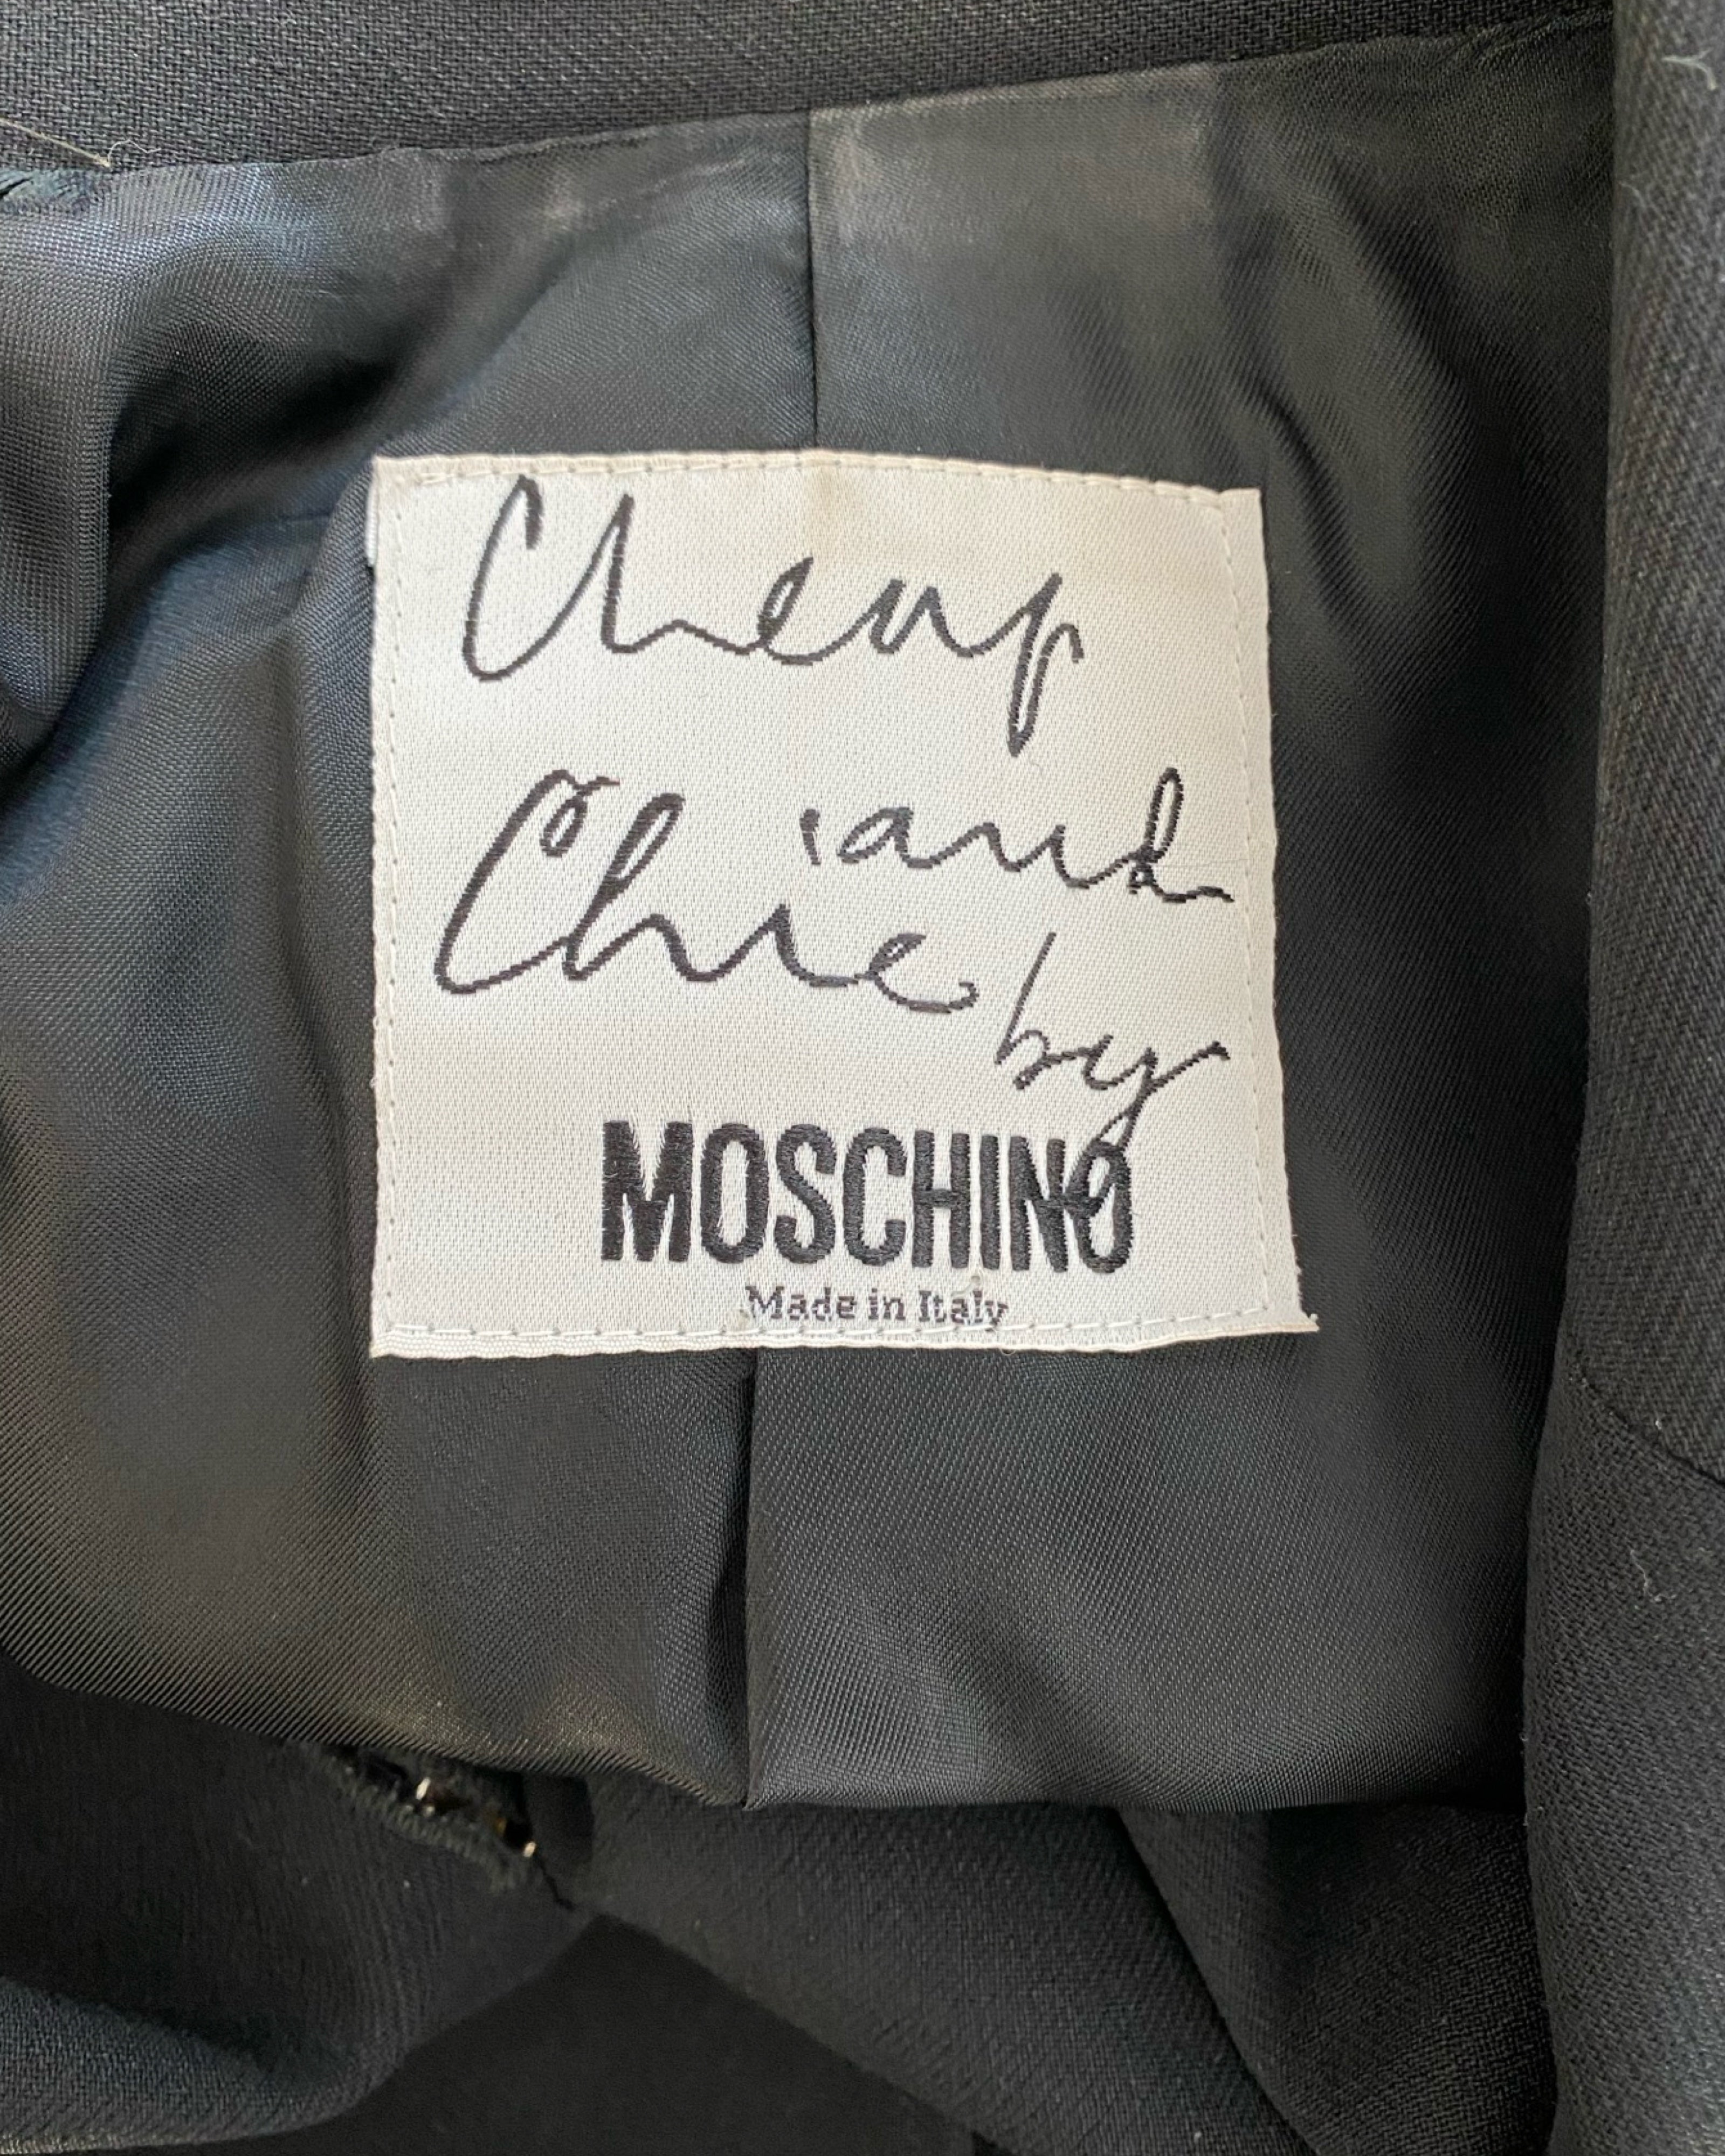 Cheap
and
Chic
by
MOSCHINO
Made in Italy